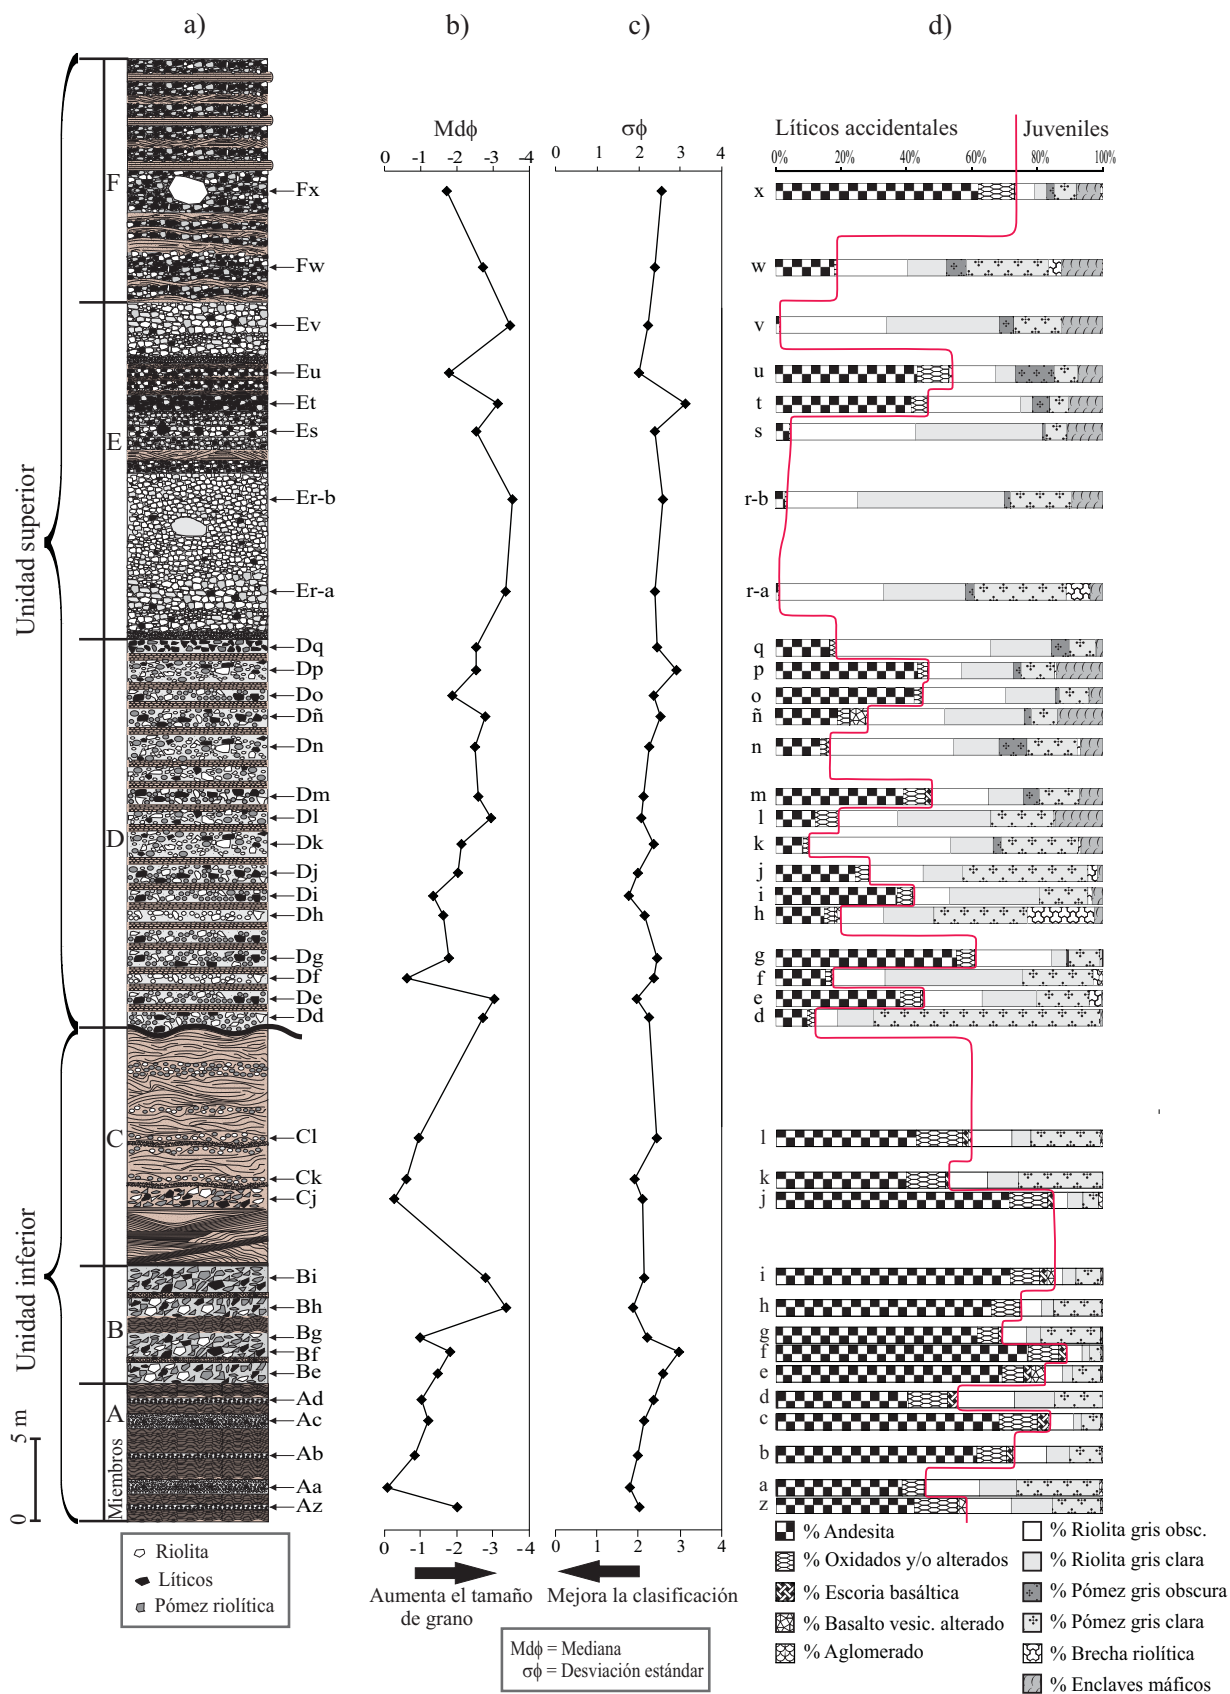 a)
b)
c)
d)
Mdϕ
0 -1 -2 -3 -4
σϕ
0 1 2 3 4
Líticos accidentales
Juveniles
0% 20% 40% 60% 80% 100%
Unidad superior
Unidad inferior
Miembros
F
E
D
C
B
A
Fx
Fw
Ev
Eu
Et
Es
Er-b
Er-a
Dq
Dp
Do
Dñ
Dn
Dm
Dl
Dk
Dj
Di
Dh
Dg
Df
De
Dd
Cl
Ck
Cj
Bi
Bh
Bg
Bf
Be
Ad
Ac
Ab
Aa
Az
x
w
v
u
t
s
r-b
r-a
q
p
o
ñ
n
m
l
k
j
i
h
g
f
e
d
l
k
j
i
h
g
f
e
d
c
b
a
z
5 m
0
0 -1 -2 -3 -4
0 1 2 3 4
Aumenta el tamaño
de grano
Mejora la clasificación
Riolita
Líticos
Pómez riolítica
Mdϕ = Mediana
σϕ = Desviación estándar
% Andesita
% Oxidados y/o alterados
% Escoria basáltica
% Basalto vesic. alterado
% Aglomerado
% Riolita gris obsc.
% Riolita gris clara
% Pómez gris obscura
% Pómez gris clara
% Brecha riolítica
% Enclaves máficos